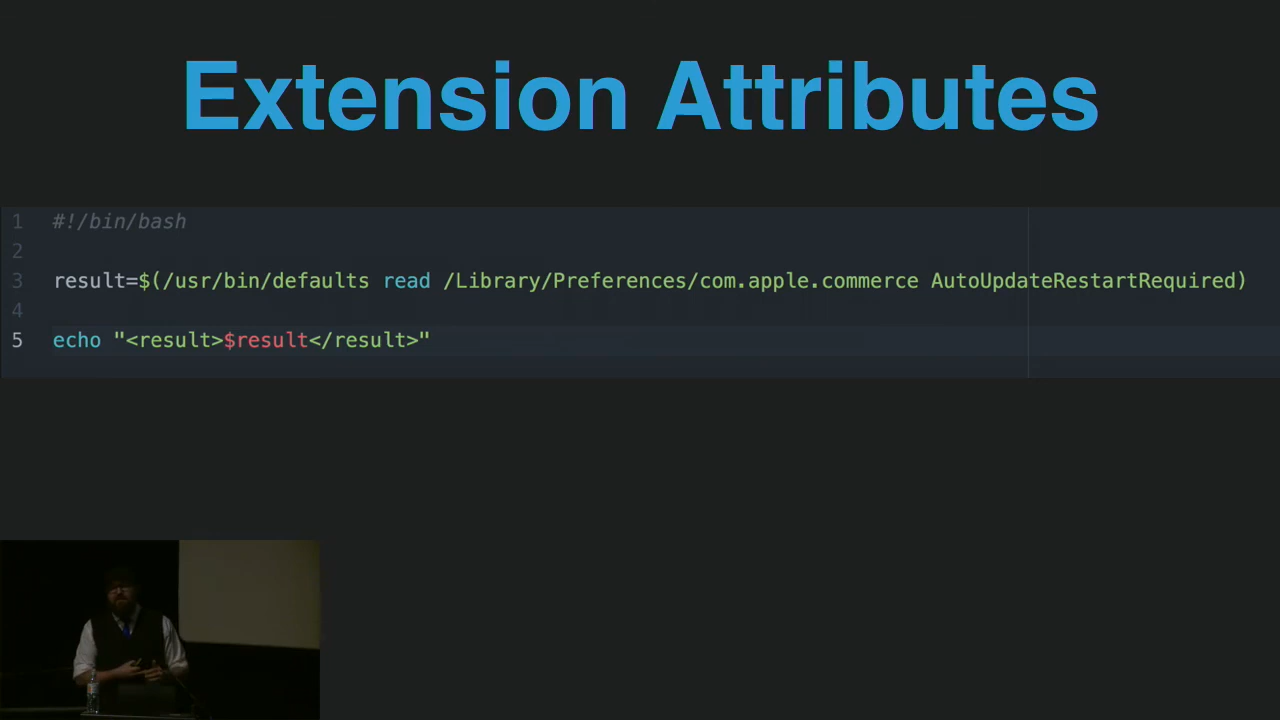 Extension Attributes
1 #!/bin/bash
2
3 result=$(/usr/bin/defaults read /Library/Preferences/com.apple.commerce AutoUpdateRestartRequired)
4
5 echo "<result>$result</result>"